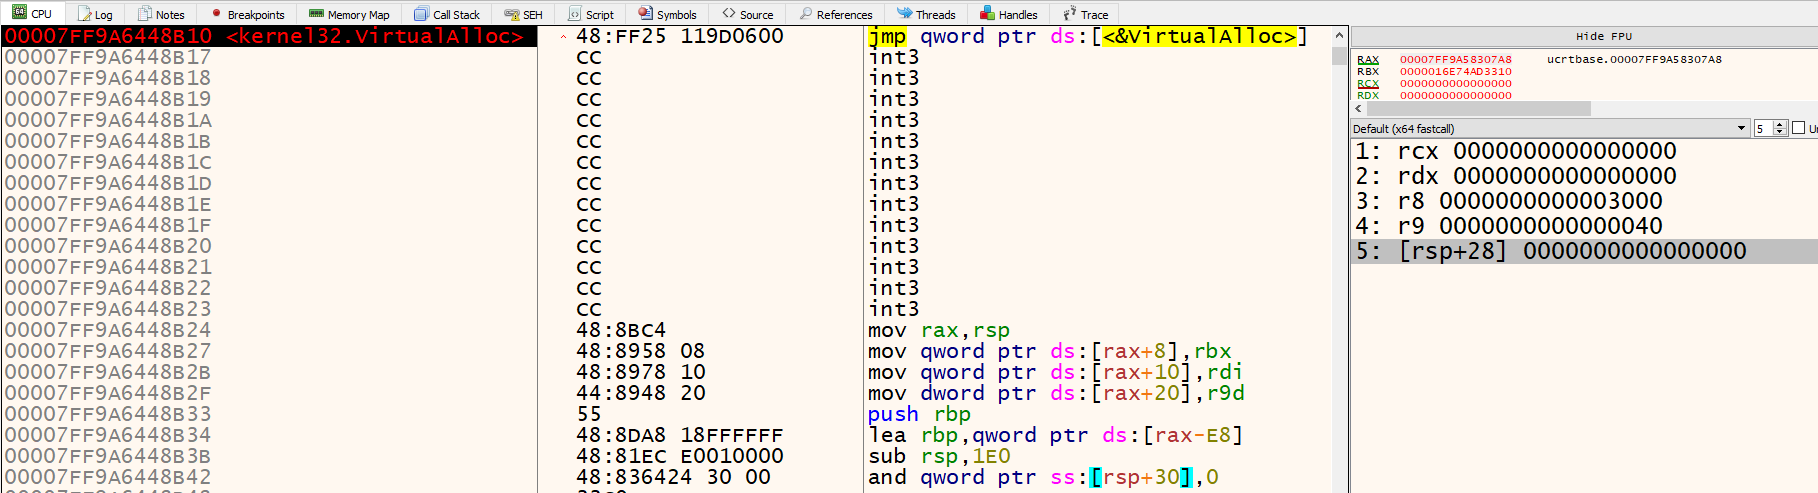 CPU Log Notes Breakpoints Memory Map Call Stack SEH Script Symbols Source References Threads Handles Trace
00007FF9A6448B10 <kernel32.VirtualAlloc> 48:FF25 119D0600 jmp qword ptr ds:[<&VirtualAlloc>]
00007FF9A6448B17 CC int3
00007FF9A6448B18 CC int3
00007FF9A6448B19 CC int3
00007FF9A6448B1A CC int3
00007FF9A6448B1B CC int3
00007FF9A6448B1C CC int3
00007FF9A6448B1D CC int3
00007FF9A6448B1E CC int3
00007FF9A6448B1F CC int3
00007FF9A6448B20 CC int3
00007FF9A6448B21 CC int3
00007FF9A6448B22 CC int3
00007FF9A6448B23 CC int3
00007FF9A6448B24 48:8BC4 mov rax,rsp
00007FF9A6448B27 48:8958 08 mov qword ptr ds:[rax+8],rbx
00007FF9A6448B2B 48:8978 10 mov qword ptr ds:[rax+10],rdi
00007FF9A6448B2F 44:8948 20 mov dword ptr ds:[rax+20],r9d
00007FF9A6448B33 55 push rbp
00007FF9A6448B34 48:8DA8 18FFFFFF lea rbp,qword ptr ds:[rax-E8]
00007FF9A6448B3B 48:81EC E0010000 sub rsp,1E0
00007FF9A6448B42 48:836424 30 00 and qword ptr ss:[rsp+30],0
Hide FPU
RAX 00007FF9A58307A8 ucrtbase.00007FF9A58307A8
RBX 0000016E74AD3310
RCX 0000000000000000
RDX 0000000000000000
Default (x64 fastcall) 5
1: rcx 0000000000000000
2: rdx 0000000000000000
3: r8 0000000000003000
4: r9 0000000000000040
5: [rsp+28] 0000000000000000